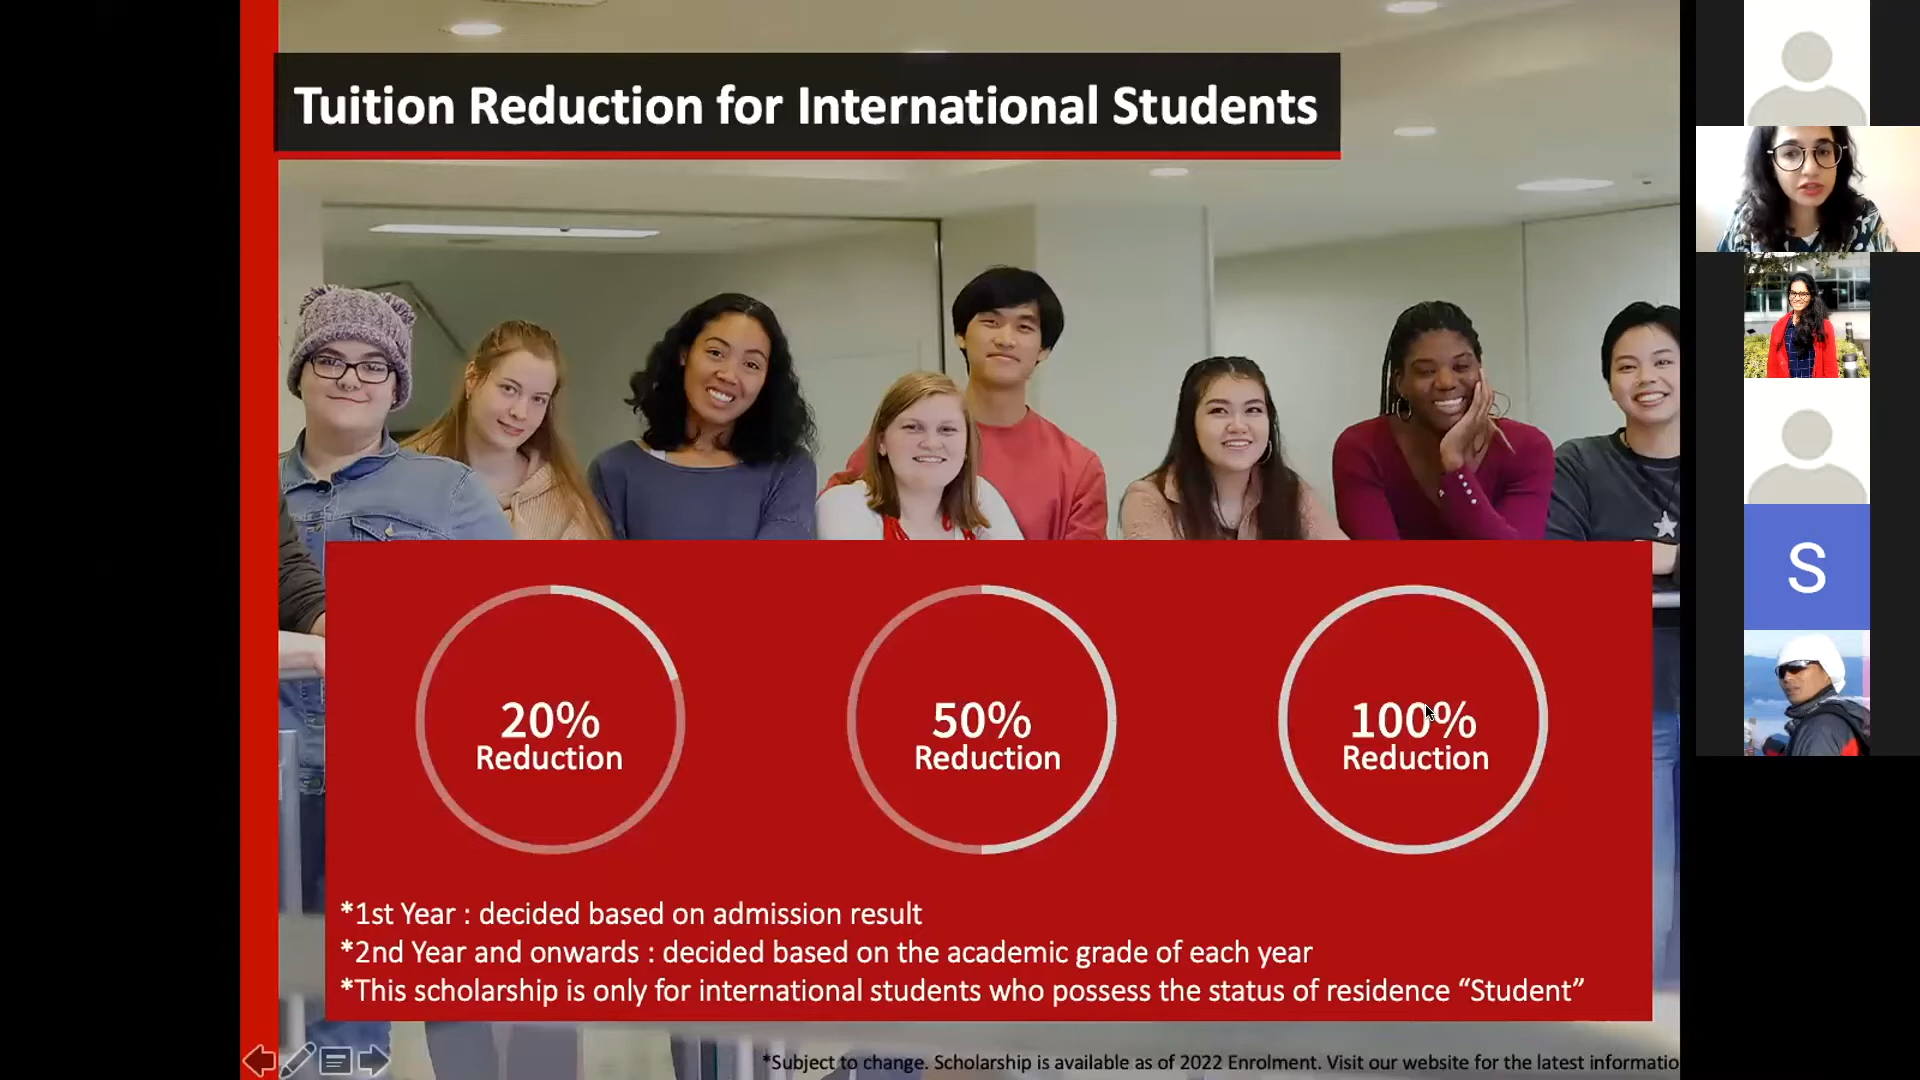 Tuition Reduction for International Students
20%
Reduction
50%
Reduction
100%
Reduction
*1st Year : decided based on admission result
*2nd Year and onwards : decided based on the academic grade of each year
*This scholarship is only for international students who possess the status of residence “Student”
*Subject to change. Scholarship is available as of 2022 Enrolment. Visit our website for the latest informatio
S